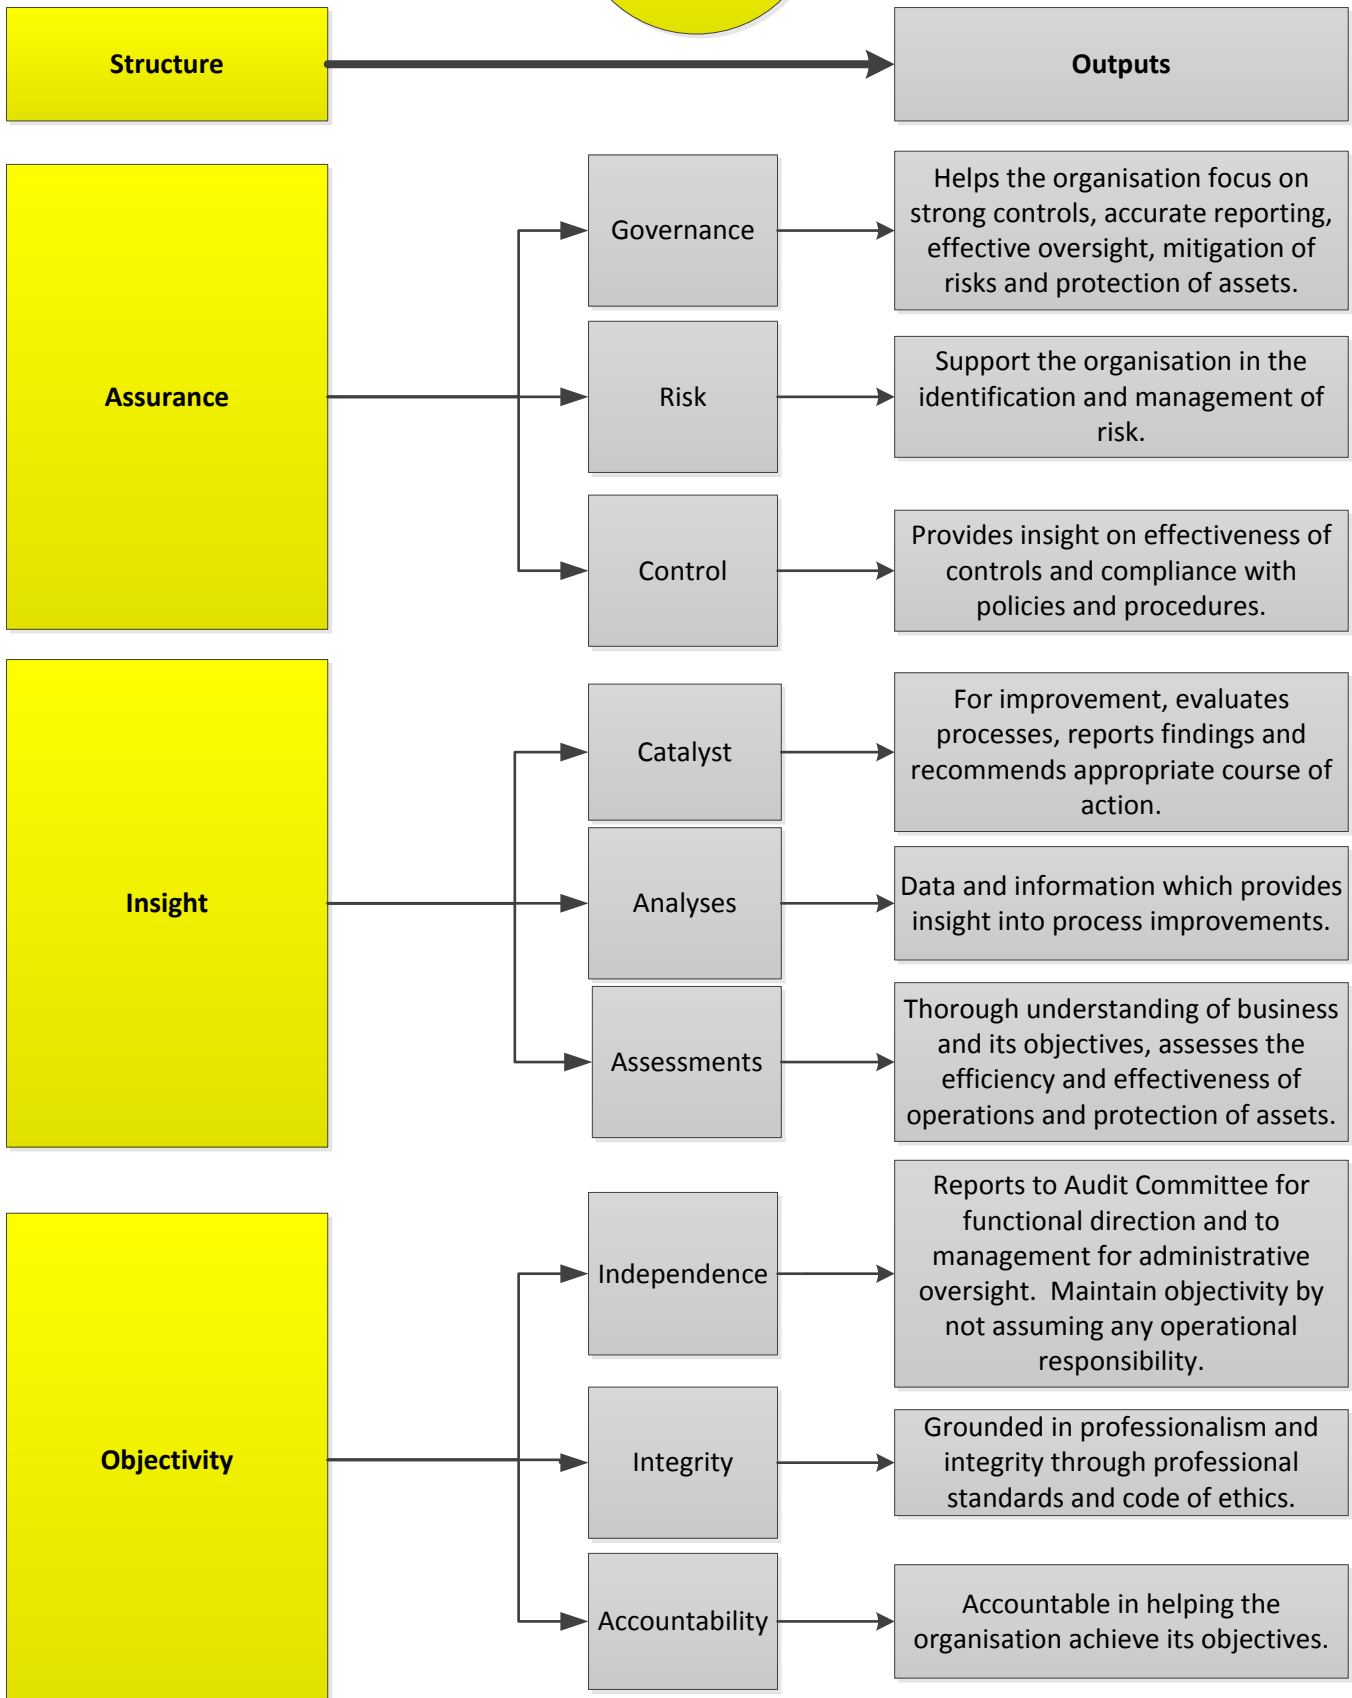 Structure
Outputs
Assurance
Governance
Helps the organisation focus on
strong controls, accurate reporting,
effective oversight, mitigation of
risks and protection of assets.
Risk
Support the organisation in the
identification and management of
risk.
Control
Provides insight on effectiveness of
controls and compliance with
policies and procedures.
Insight
Catalyst
For improvement, evaluates
processes, reports findings and
recommends appropriate course of
action.
Analyses
Data and information which provides
insight into process improvements.
Assessments
Thorough understanding of business
and its objectives, assesses the
efficiency and effectiveness of
operations and protection of assets.
Objectivity
Independence
Reports to Audit Committee for
functional direction and to
management for administrative
oversight.  Maintain objectivity by
not assuming any operational
responsibility.
Integrity
Grounded in professionalism and
integrity through professional
standards and code of ethics.
Accountability
Accountable in helping the
organisation achieve its objectives.